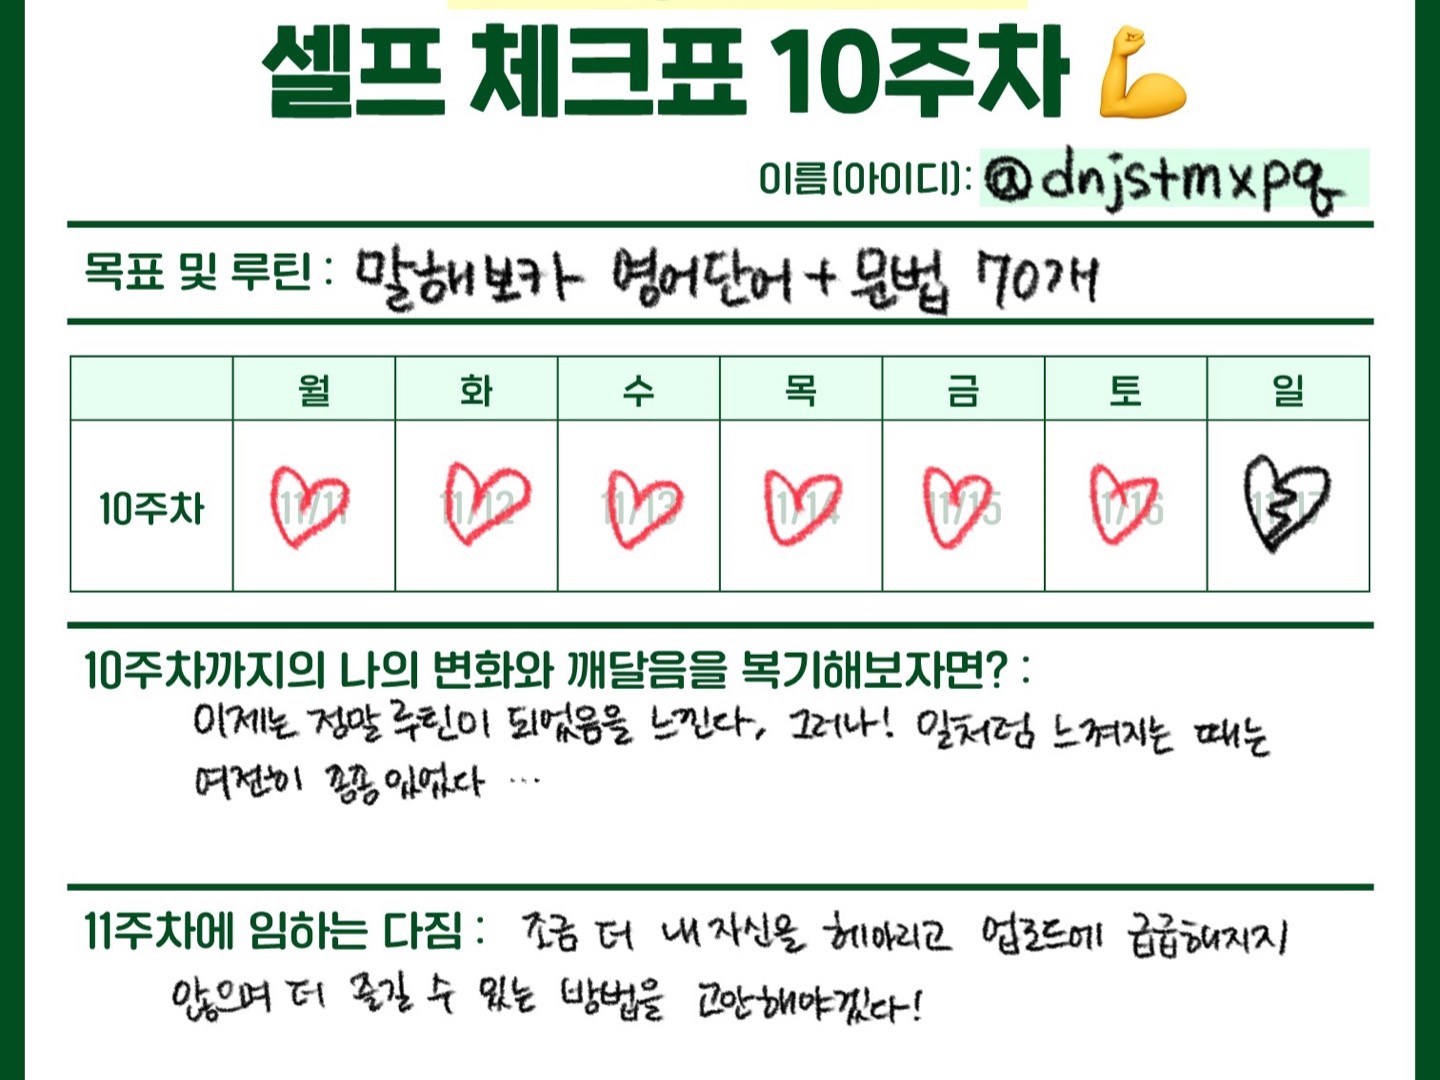 셀프 체크표 10주차
이름(아이디): @dnjstmxpq
목표 및 루틴 : 말해보카 영어단어 + 문법 70개
월 화 수 목 금 토 일
10주차 11/11 11/12 11/13 11/14 11/15 11/16 11/17
10주차까지의 나의 변화와 깨달음을 복기해보자면? :
이제는 정말 루틴이 되었음을 느낀다, 그러나! 일처럼 느껴지는 때는
여전히 종종 있었다 ...
11주차에 임하는 다짐 : 조금 더 내 자신을 헤아리고 업로드에 급급해지지
않으며 더 즐길 수 있는 방법을 고안해야겠다!